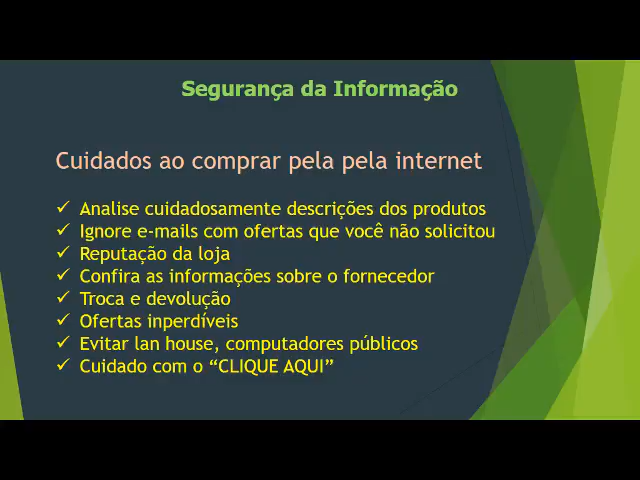 Segurança da Informação
Cuidados ao comprar pela pela internet
✓ Analise cuidadosamente descrições dos produtos
✓ Ignore e-mails com ofertas que você não solicitou
✓ Reputação da loja
✓ Confira as informações sobre o fornecedor
✓ Troca e devolução
✓ Ofertas inperdíveis
✓ Evitar lan house, computadores públicos
✓ Cuidado com o “CLIQUE AQUI”